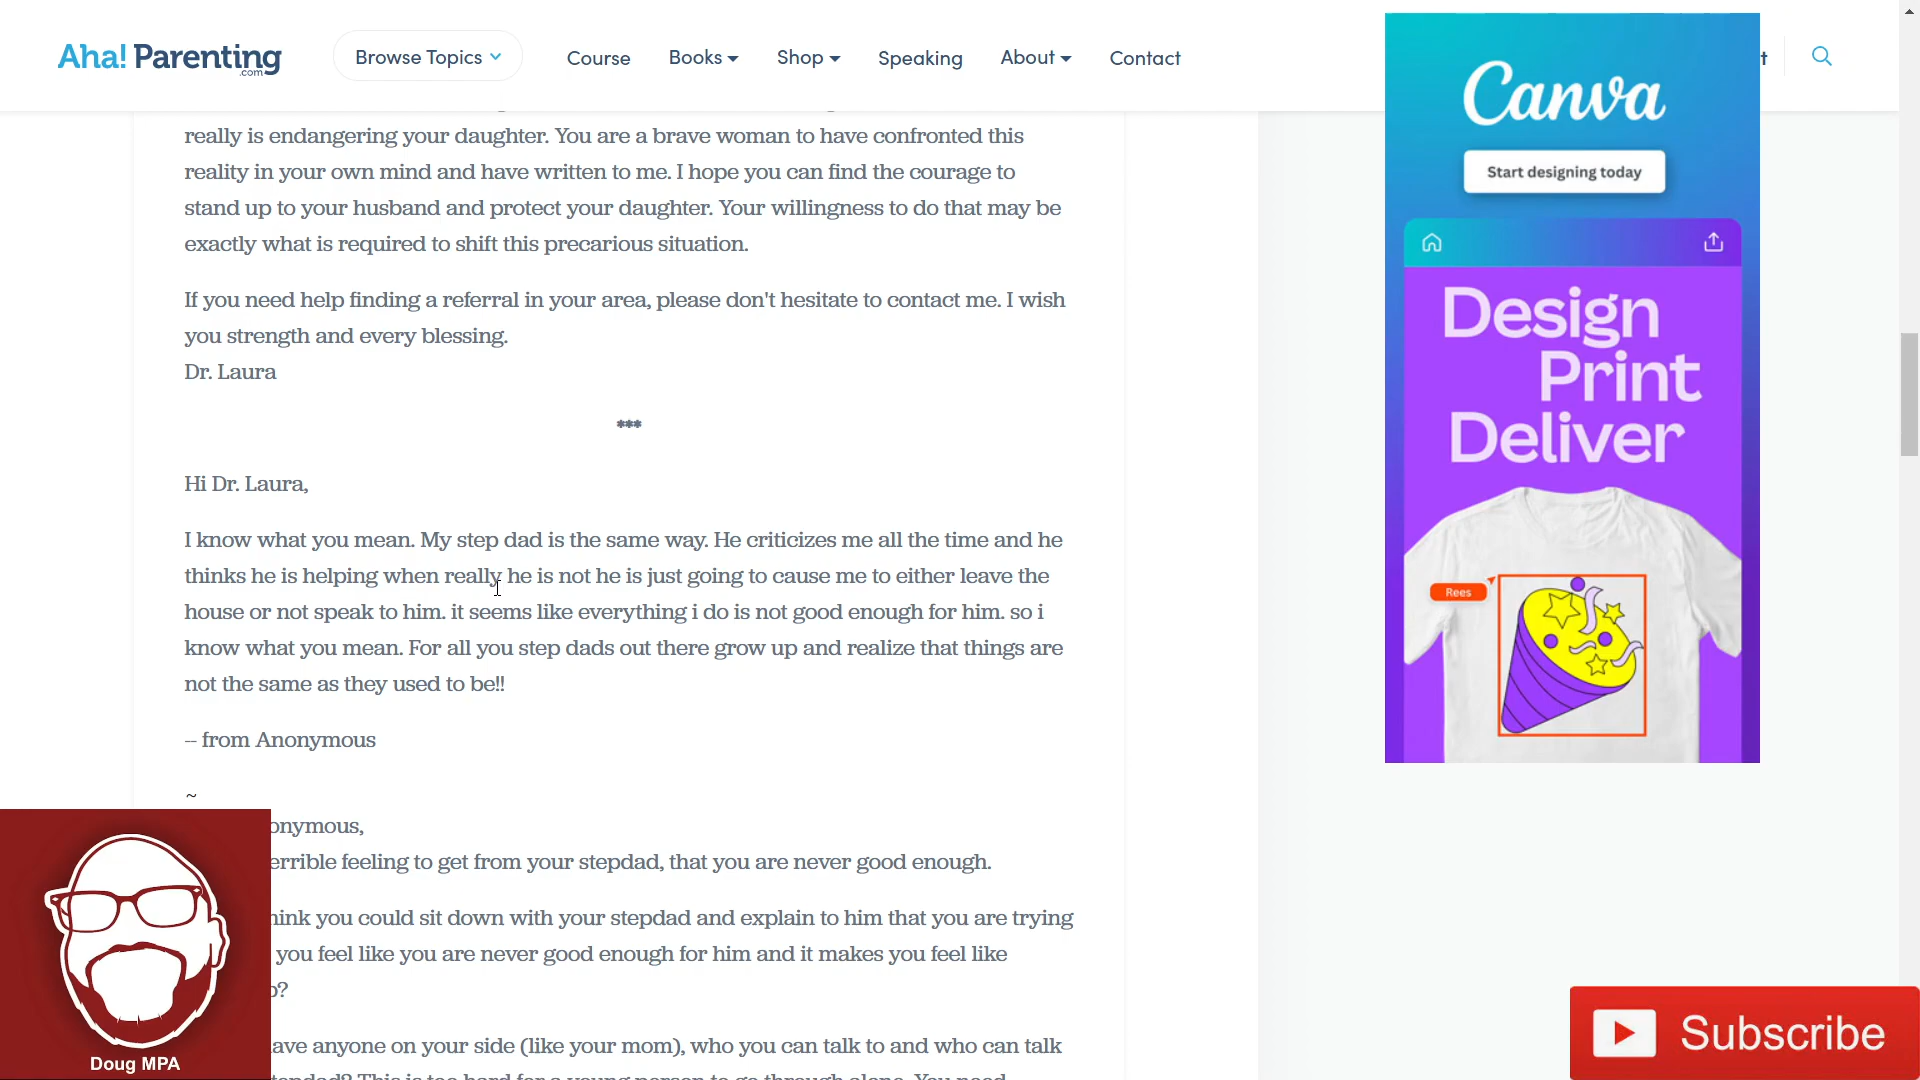 Aha! Parenting
.com
Browse Topics
Course
Books
Shop
Speaking
About
Contact
t
really is endangering your daughter. You are a brave woman to have confronted this
reality in your own mind and have written to me. I hope you can find the courage to
stand up to your husband and protect your daughter. Your willingness to do that may be
exactly what is required to shift this precarious situation.
If you need help finding a referral in your area, please don't hesitate to contact me. I wish
you strength and every blessing.
Dr. Laura
***
Hi Dr. Laura,
I know what you mean. My step dad is the same way. He criticizes me all the time and he
thinks he is helping when really he is not he is just going to cause me to either leave the
house or not speak to him. it seems like everything i do is not good enough for him. so i
know what you mean. For all you step dads out there grow up and realize that things are
not the same as they used to be!!
-- from Anonymous
~
onymous,
errible feeling to get from your stepdad, that you are never good enough.
hink you could sit down with your stepdad and explain to him that you are trying
you feel like you are never good enough for him and it makes you feel like
?
ave anyone on your side (like your mom), who you can talk to and who can talk
Canva
Start designing today
Design
Print
Deliver
Rees
Doug MPA
Subscribe